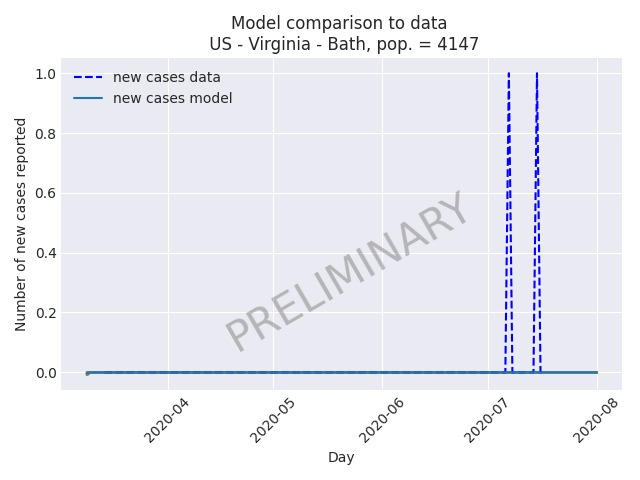 Model comparison to data
US - Virginia - Bath, pop. = 4147
new cases data
new cases model
1.0
0.8
0.6
0.4
0.2
0.0
Number of new cases reported
PRELIMINARY
2020-04
2020-05
2020-06
2020-07
2020-08
Day